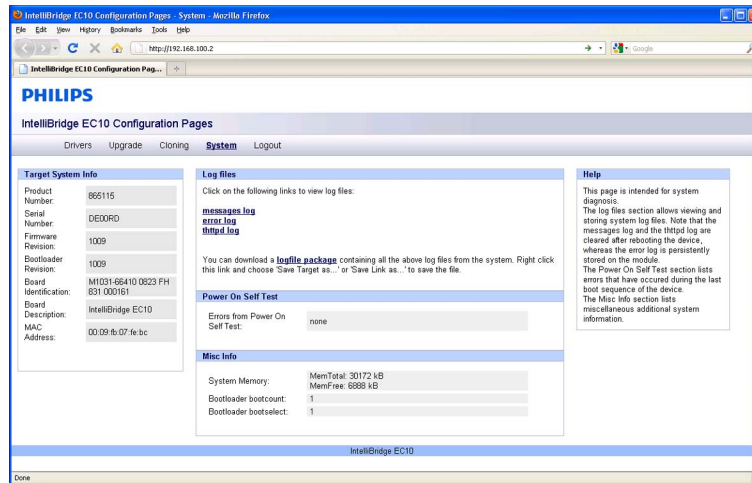 IntelliBridge EC10 Configuration Pages - System - Mozilla Firefox
File Edit View History Bookmarks Tools Help
http://192.168.100.2
Google
IntelliBridge EC10 Configuration Pag...
PHILIPS
IntelliBridge EC10 Configuration Pages
Drivers Upgrade Cloning System Logout
Target System Info
Product Number: 865115
Serial Number: DE00RD
Firmware Revision: 1009
Bootloader Revision: 1009
Board Identification: M1031-66410 0823 FH 831 000161
Board Description: IntelliBridge EC10
MAC Address: 00:09:fb:07:fe:bc
Log files
Click on the following links to view log files:
messages log
error log
thttpd log
You can download a logfile package containing all the above log files from the system. Right click
this link and choose 'Save Target as...' or 'Save Link as...' to save the file.
Power On Self Test
Errors from Power On Self Test: none
Misc Info
System Memory: MemTotal: 30172 kB
MemFree: 6888 kB
Bootloader bootcount: 1
Bootloader bootselect: 1
Help
This page is intended for system
diagnosis.
The log files section allows viewing and
storing system log files. Note that the
messages log and the thttpd log are
cleared after rebooting the device,
whereas the error log is persistently
stored on the module.
The Power On Self Test section lists
errors that have occured during the last
boot sequence of the device.
The Misc Info section lists
miscellaneous additional system
information.
IntelliBridge EC10
Done